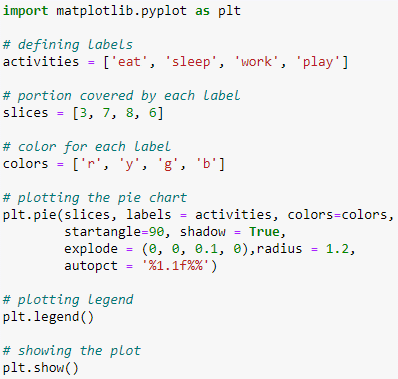 import matplotlib.pyplot as plt
# defining labels
activities = ['eat', 'sleep', 'work', 'play']
# portion covered by each label
slices = [3, 7, 8, 6]
# color for each label
colors = ['r', 'y', 'g', 'b']
# plotting the pie chart
plt.pie(slices, labels = activities, colors=colors,
startangle=90, shadow = True,
explode = (0, 0, 0.1, 0),radius = 1.2,
autopct = '%1.1f%%')
# plotting legend
plt.legend()
# showing the plot
plt.show()